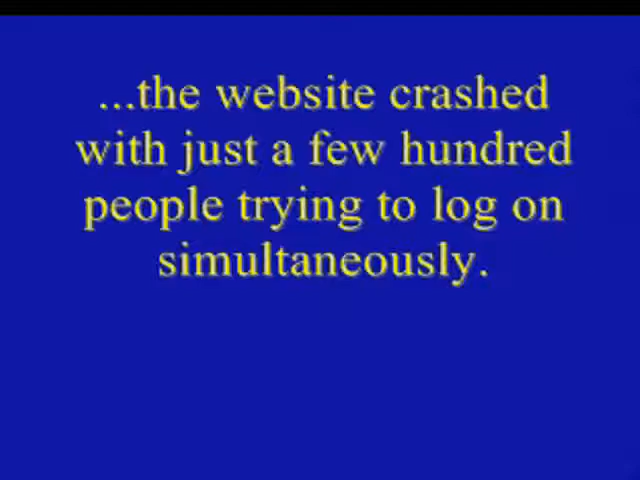 ...the website crashed
with just a few hundred
people trying to log on
simultaneously.